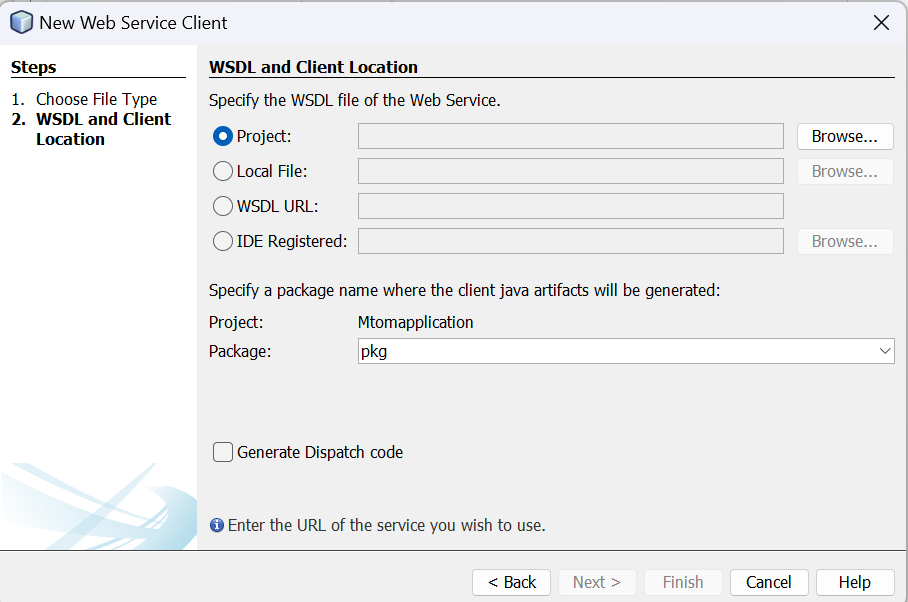 New Web Service Client
Steps
1. Choose File Type
2. WSDL and Client
Location
WSDL and Client Location
Specify the WSDL file of the Web Service.
Project: Browse...
Local File: Browse...
WSDL URL:
IDE Registered: Browse...
Specify a package name where the client java artifacts will be generated:
Project: Mtomapplication
Package: pkg
Generate Dispatch code
Enter the URL of the service you wish to use.
< Back Next > Finish Cancel Help